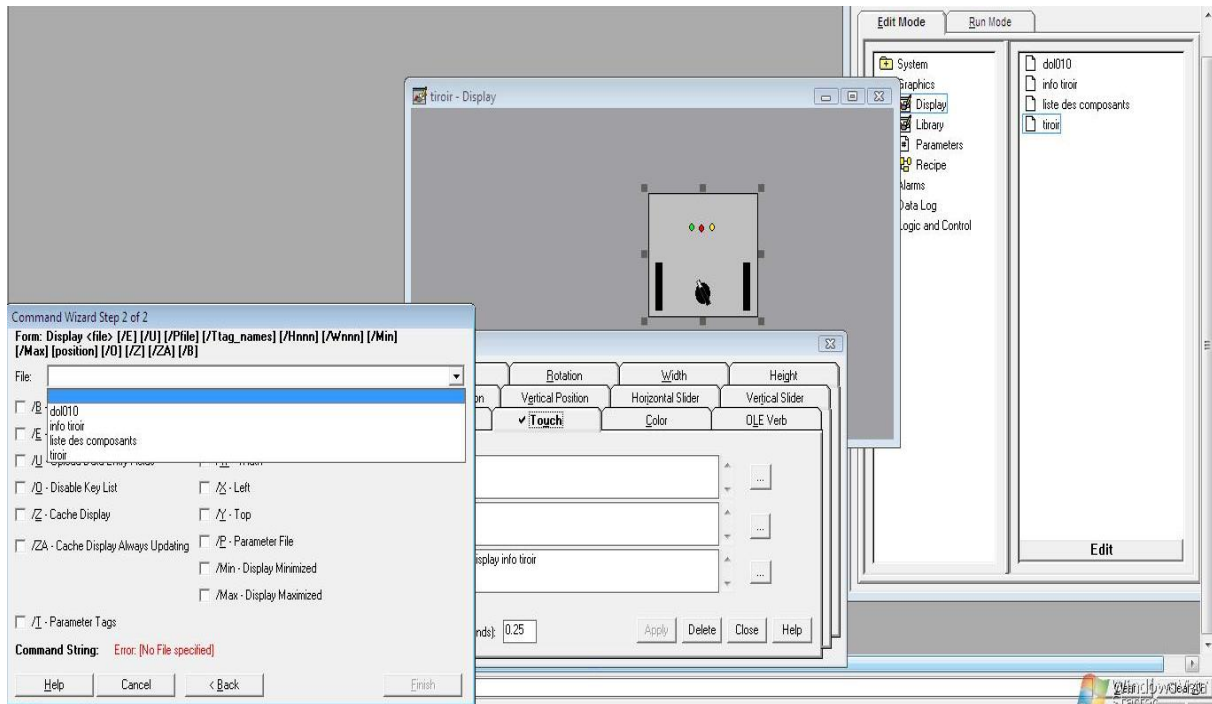 Edit Mode
Run Mode
System
Graphics
Display
Library
Parameters
Recipe
Alarms
Data Log
Logic and Control
dol010
info tiroir
liste des composants
tiroir
Edit
tiroir - Display
Command Wizard Step 2 of 2
Form: Display <file> [/E] [/U] [/Pfile] [/Ttag_names] [/Hnnn] [/Wnnn] [/Min]
[/Max] [position] [/O] [/Z] [/ZA] [/B]
File:
dol010
info tiroir
liste des composants
tiroir
/B -
/E -
/U - Upload Data Entry Fields
/O - Disable Key List
/X - Left
/Z - Cache Display
/Y - Top
/ZA - Cache Display Always Updating
/P - Parameter File
/Min - Display Minimized
/Max - Display Maximized
/T - Parameter Tags
Command String: Error: [No File specified]
Help
Cancel
< Back
Finish
Rotation
Width
Height
Vertical Position
Horizontal Slider
Vertical Slider
Touch
Color
OLE Verb
...
...
isplay info tiroir
...
nds): 0.25
Apply
Delete
Close
Help